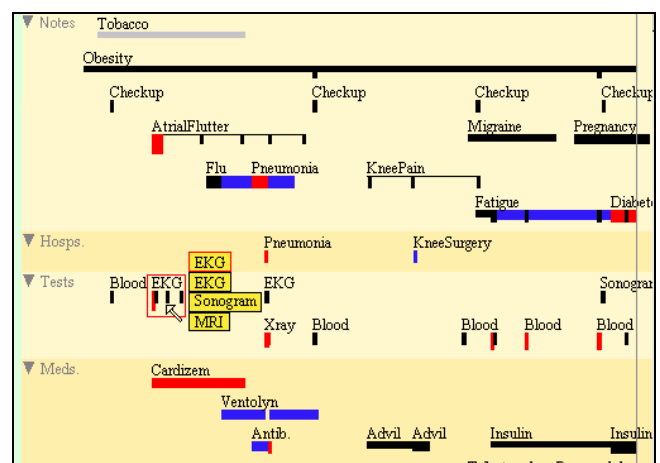 Notes Tobacco
Obesity
Checkup Checkup Checkup Checkup
AtrialFlutter Migraine Pregnancy
Flu Pneumonia KneePain
Fatigue Diabet
Hosps. Pneumonia KneeSurgery
EKG
Tests Blood EKG EKG EKG Sonogram
Sonogram
MRI Xray Blood Blood Blood Blood
Meds. Cardizem
Ventolyn
Antib. Advil Advil Insulin Insulin